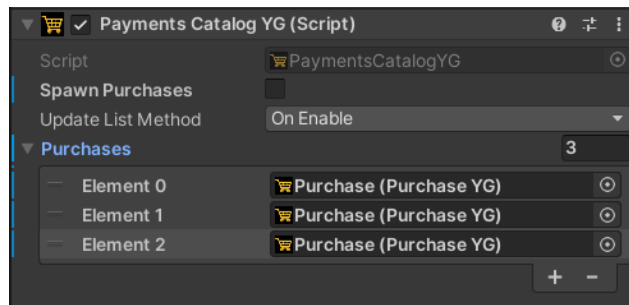 Payments Catalog YG (Script)
Script PaymentsCatalogYG
Spawn Purchases
Update List Method On Enable
Purchases 3
Element 0 Purchase (Purchase YG)
Element 1 Purchase (Purchase YG)
Element 2 Purchase (Purchase YG)
+ -